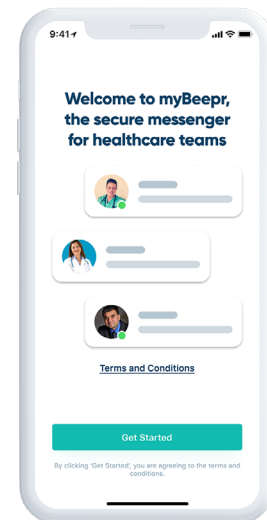 9:41
Welcome to myBeepr,
the secure messenger
for healthcare teams
Terms and Conditions
Get Started
By clicking 'Get Started', you are agreeing to the terms and
conditions.